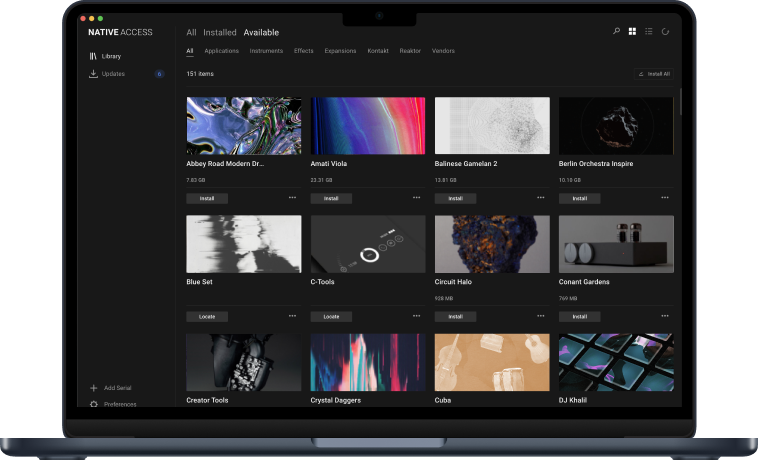 NATIVE ACCESS
All Installed Available
Library
Updates 6
All Applications Instruments Effects Expansions Kontakt Reaktor Vendors
151 items
Install All
Abbey Road Modern Dr... Amati Viola Balinese Gamelan 2 Berlin Orchestra Inspire
7.83 GB 23.31 GB 13.81 GB 10.10 GB
Install Install Install Install
Blue Set C-Tools Circuit Halo Conant Gardens
928 MB 769 MB
Locate Locate Install Install
Creator Tools Crystal Daggers Cuba DJ Khalil
Add Serial
Preferences